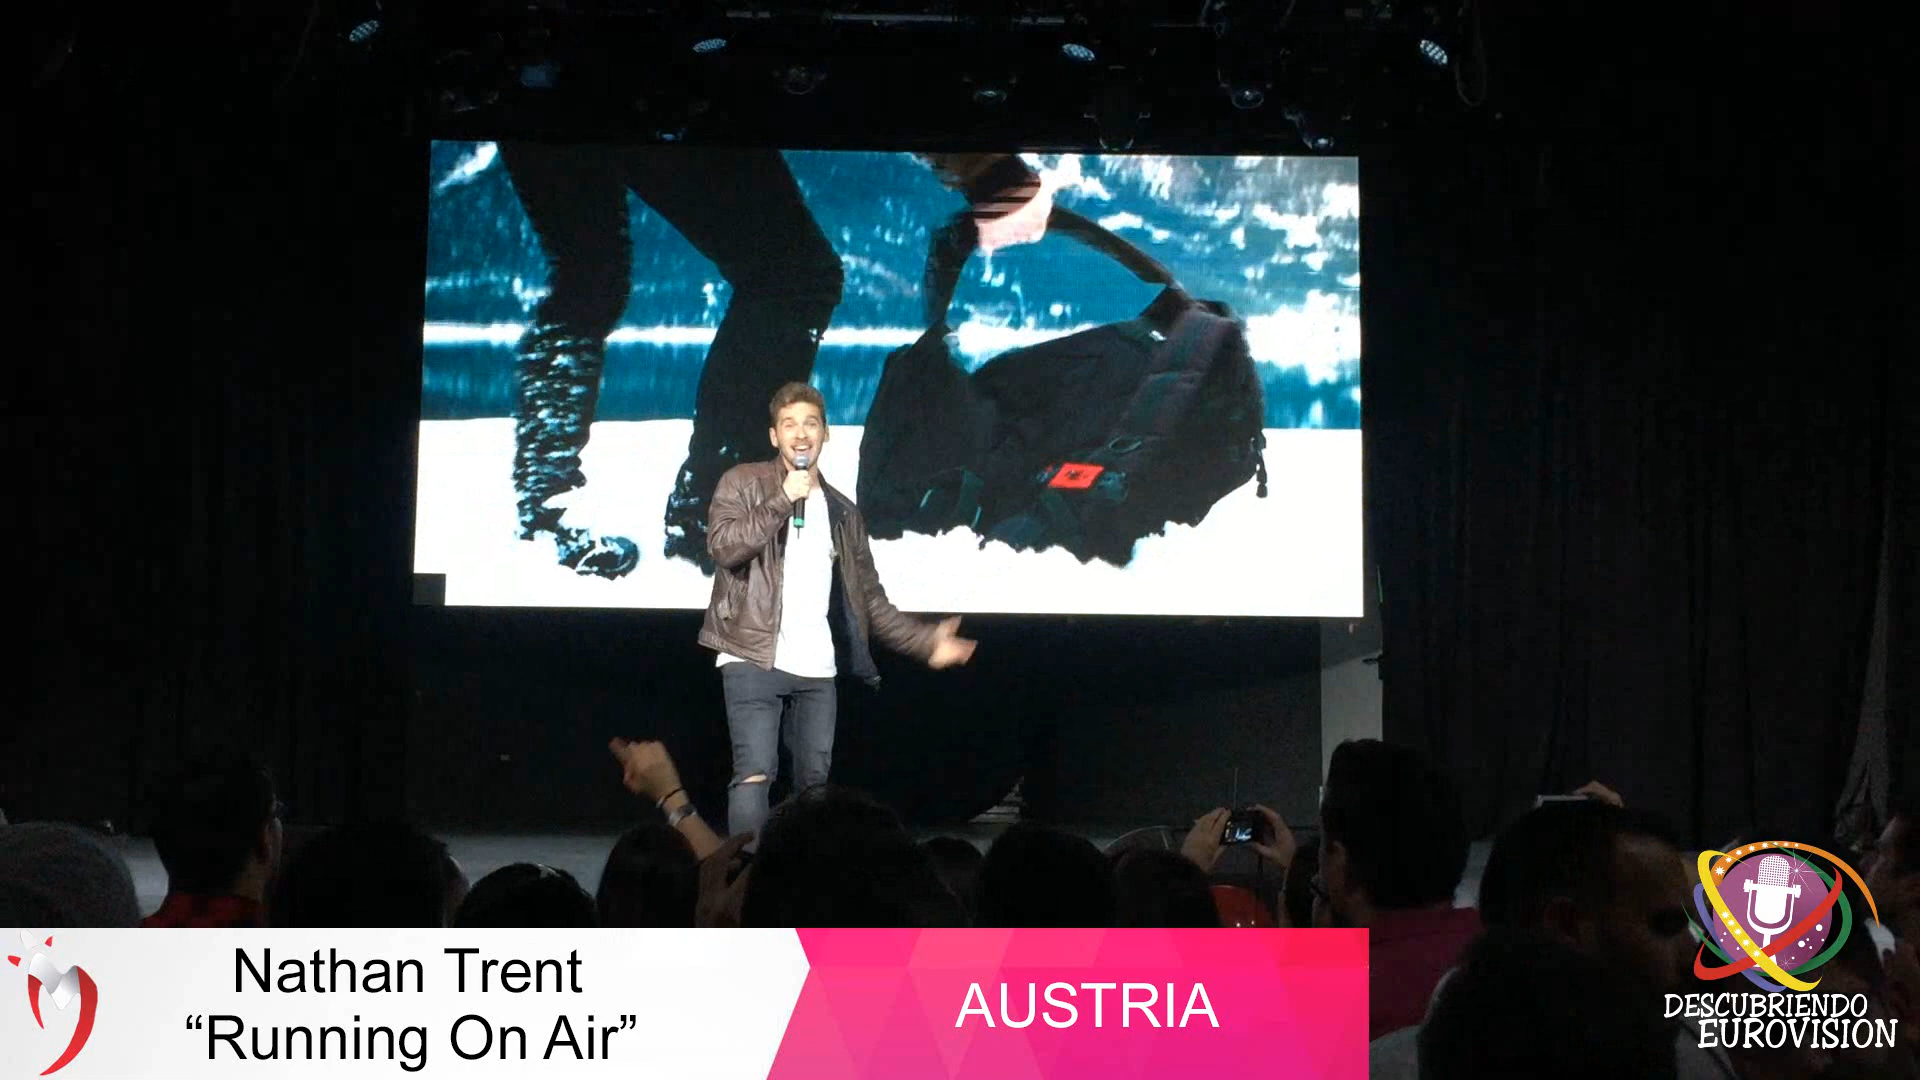 Nathan Trent
“Running On Air”
AUSTRIA
DESCUBRIENDO
EUROVISION